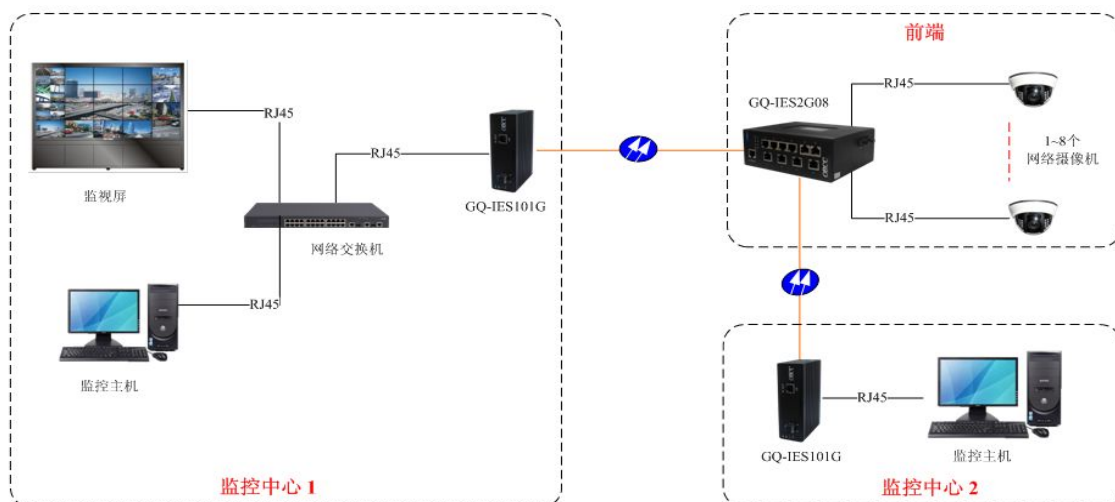 前端
GQ-IES2G08
RJ45
1~8个
网络摄像机
RJ45
RJ45
RJ45
GQ-IES101G
监视屏
网络交换机
RJ45
监控主机
监控中心 1
RJ45
GQ-IES101G
监控主机
监控中心 2